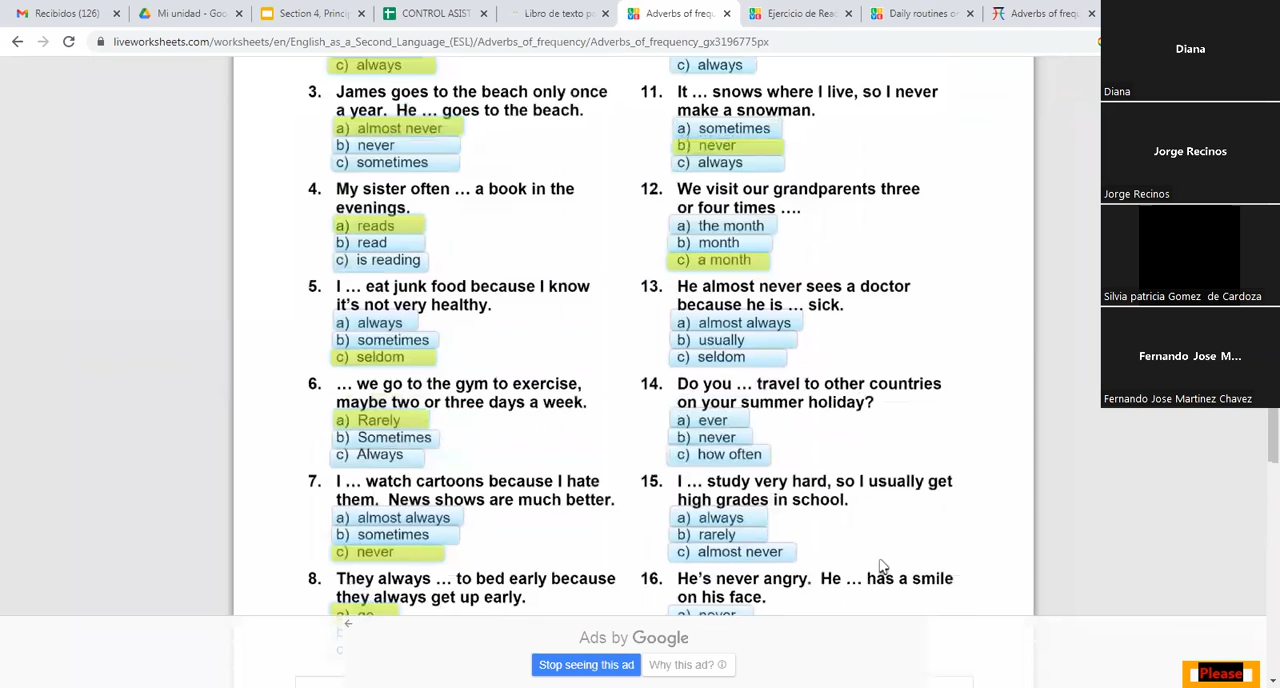 Recibidos (126)
Mi unidad - Goo
Section 4, Princi
CONTROL ASIST
Libro de texto pa
Adverbs of frequ
Ejercicio de Rea
Daily routines o
Adverbs of frequ
liveworksheets.com/worksheets/en/English_as_a_Second_Language_(ESL)/Adverbs_of_frequency/Adverbs_of_frequency_gx3196775px
c) always
3. James goes to the beach only once
a year. He ... goes to the beach.
a) almost never
b) never
c) sometimes
4. My sister often ... a book in the
evenings.
a) reads
b) read
c) is reading
5. I ... eat junk food because I know
it's not very healthy.
a) always
b) sometimes
c) seldom
6. ... we go to the gym to exercise,
maybe two or three days a week.
a) Rarely
b) Sometimes
c) Always
7. I ... watch cartoons because I hate
them. News shows are much better.
a) almost always
b) sometimes
c) never
8. They always ... to bed early because
they always get up early.
a) go
b
c
c) always
11. It ... snows where I live, so I never
make a snowman.
a) sometimes
b) never
c) always
12. We visit our grandparents three
or four times ....
a) the month
b) month
c) a month
13. He almost never sees a doctor
because he is ... sick.
a) almost always
b) usually
c) seldom
14. Do you ... travel to other countries
on your summer holiday?
a) ever
b) never
c) how often
15. I ... study very hard, so I usually get
high grades in school.
a) always
b) rarely
c) almost never
16. He's never angry. He ... has a smile
on his face.
a) never
Ads by Google
Stop seeing this ad
Why this ad?
Diana
Diana
Jorge Recinos
Jorge Recinos
Silvia patricia Gomez de Cardoza
Fernando Jose M...
Fernando Jose Martinez Chavez
Please